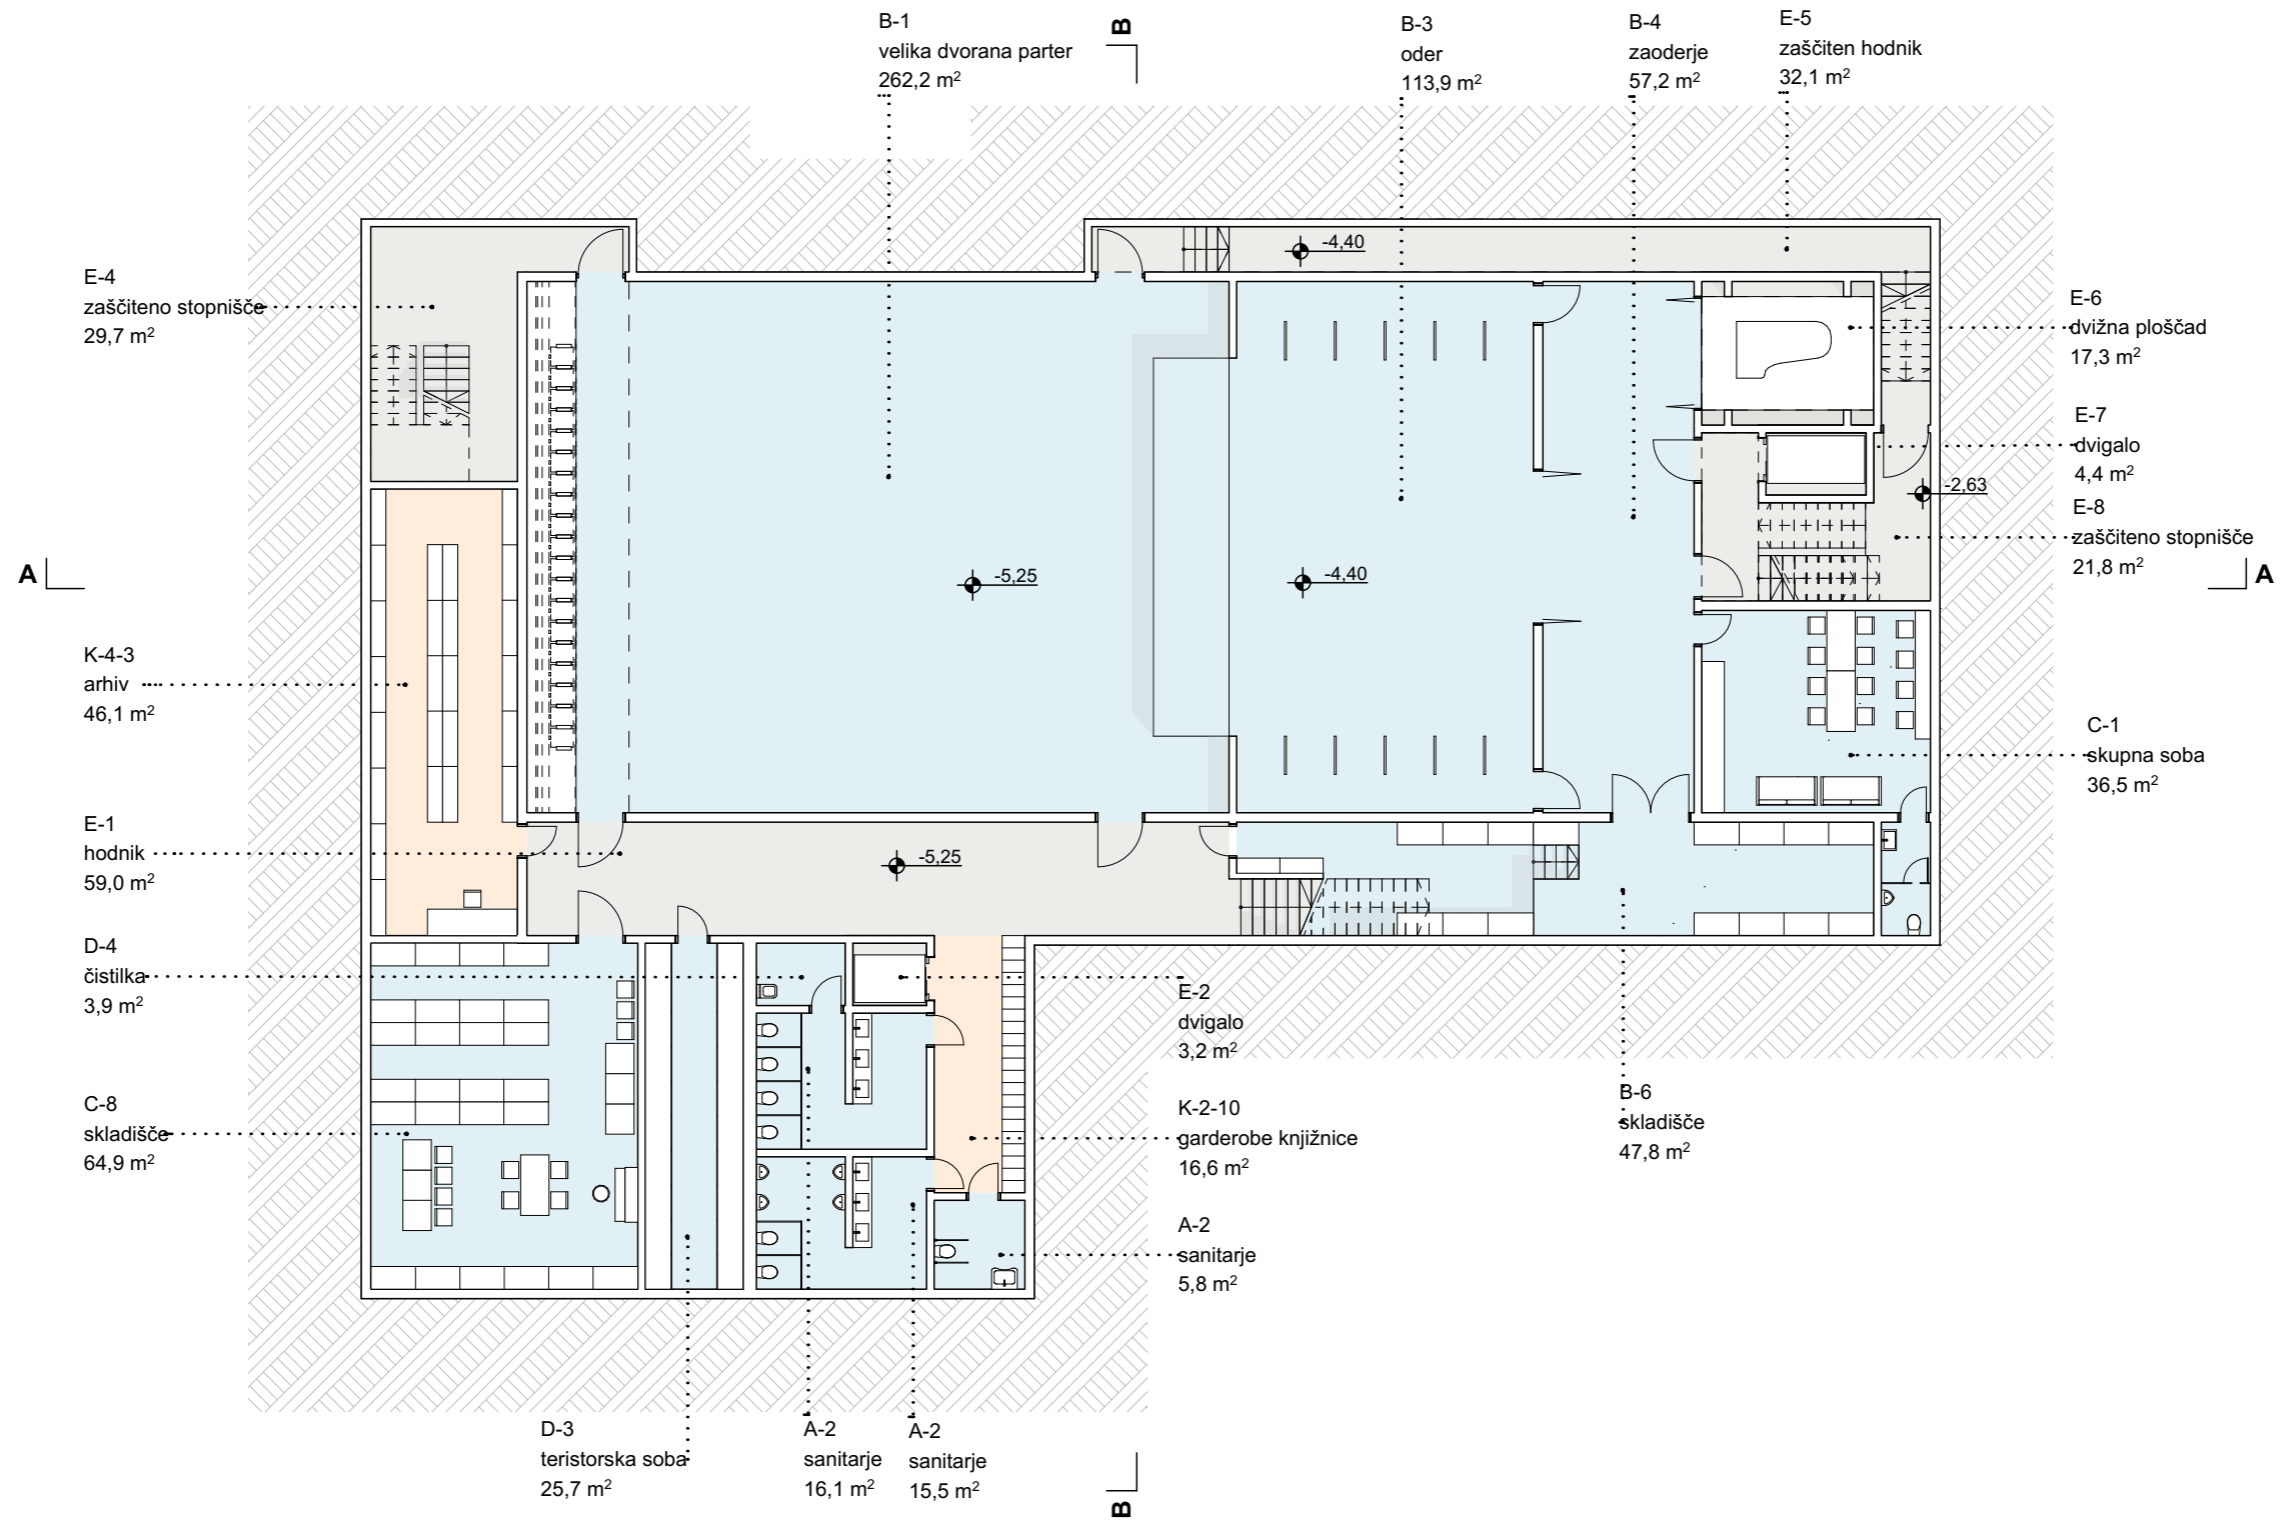 B-1
velika dvorana parter
262,2 m²
B
B-3
oder
113,9 m²
B-4
zaoderje
57,2 m²
E-5
zaščiten hodnik
32,1 m²
-4,40
E-4
zaščiteno stopnišče
29,7 m²
E-6
dvižna ploščad
17,3 m²
E-7
dvigalo
4,4 m²
-2,63
E-8
zaščiteno stopnišče
21,8 m²
A
-5,25
-4,40
A
K-4-3
arhiv
46,1 m²
C-1
skupna soba
36,5 m²
E-1
hodnik
59,0 m²
-5,25
D-4
čistilka
3,9 m²
E-2
dvigalo
3,2 m²
C-8
skladišče
64,9 m²
K-2-10
garderobe knjižnice
16,6 m²
B-6
skladišče
47,8 m²
A-2
sanitarje
5,8 m²
D-3
teristorska soba
25,7 m²
A-2
sanitarje
16,1 m²
A-2
sanitarje
15,5 m²
B